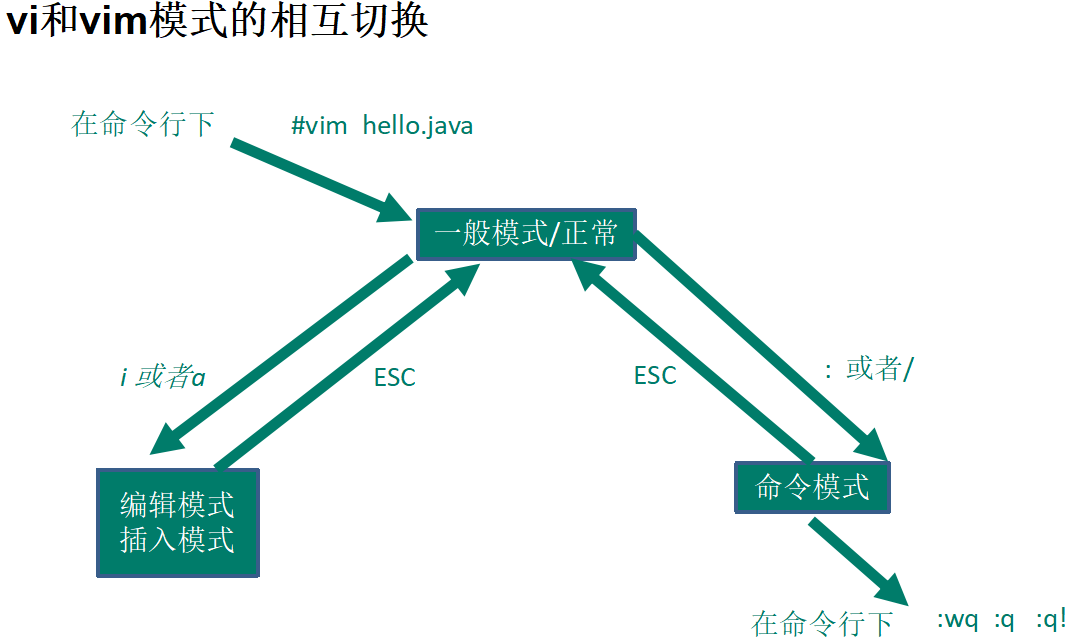 vi和vim模式的相互切换
在命令行下 #vim hello.java
一般模式/正常
i 或者a
ESC
ESC
: 或者/
编辑模式
插入模式
命令模式
在命令行下 :wq :q :q!